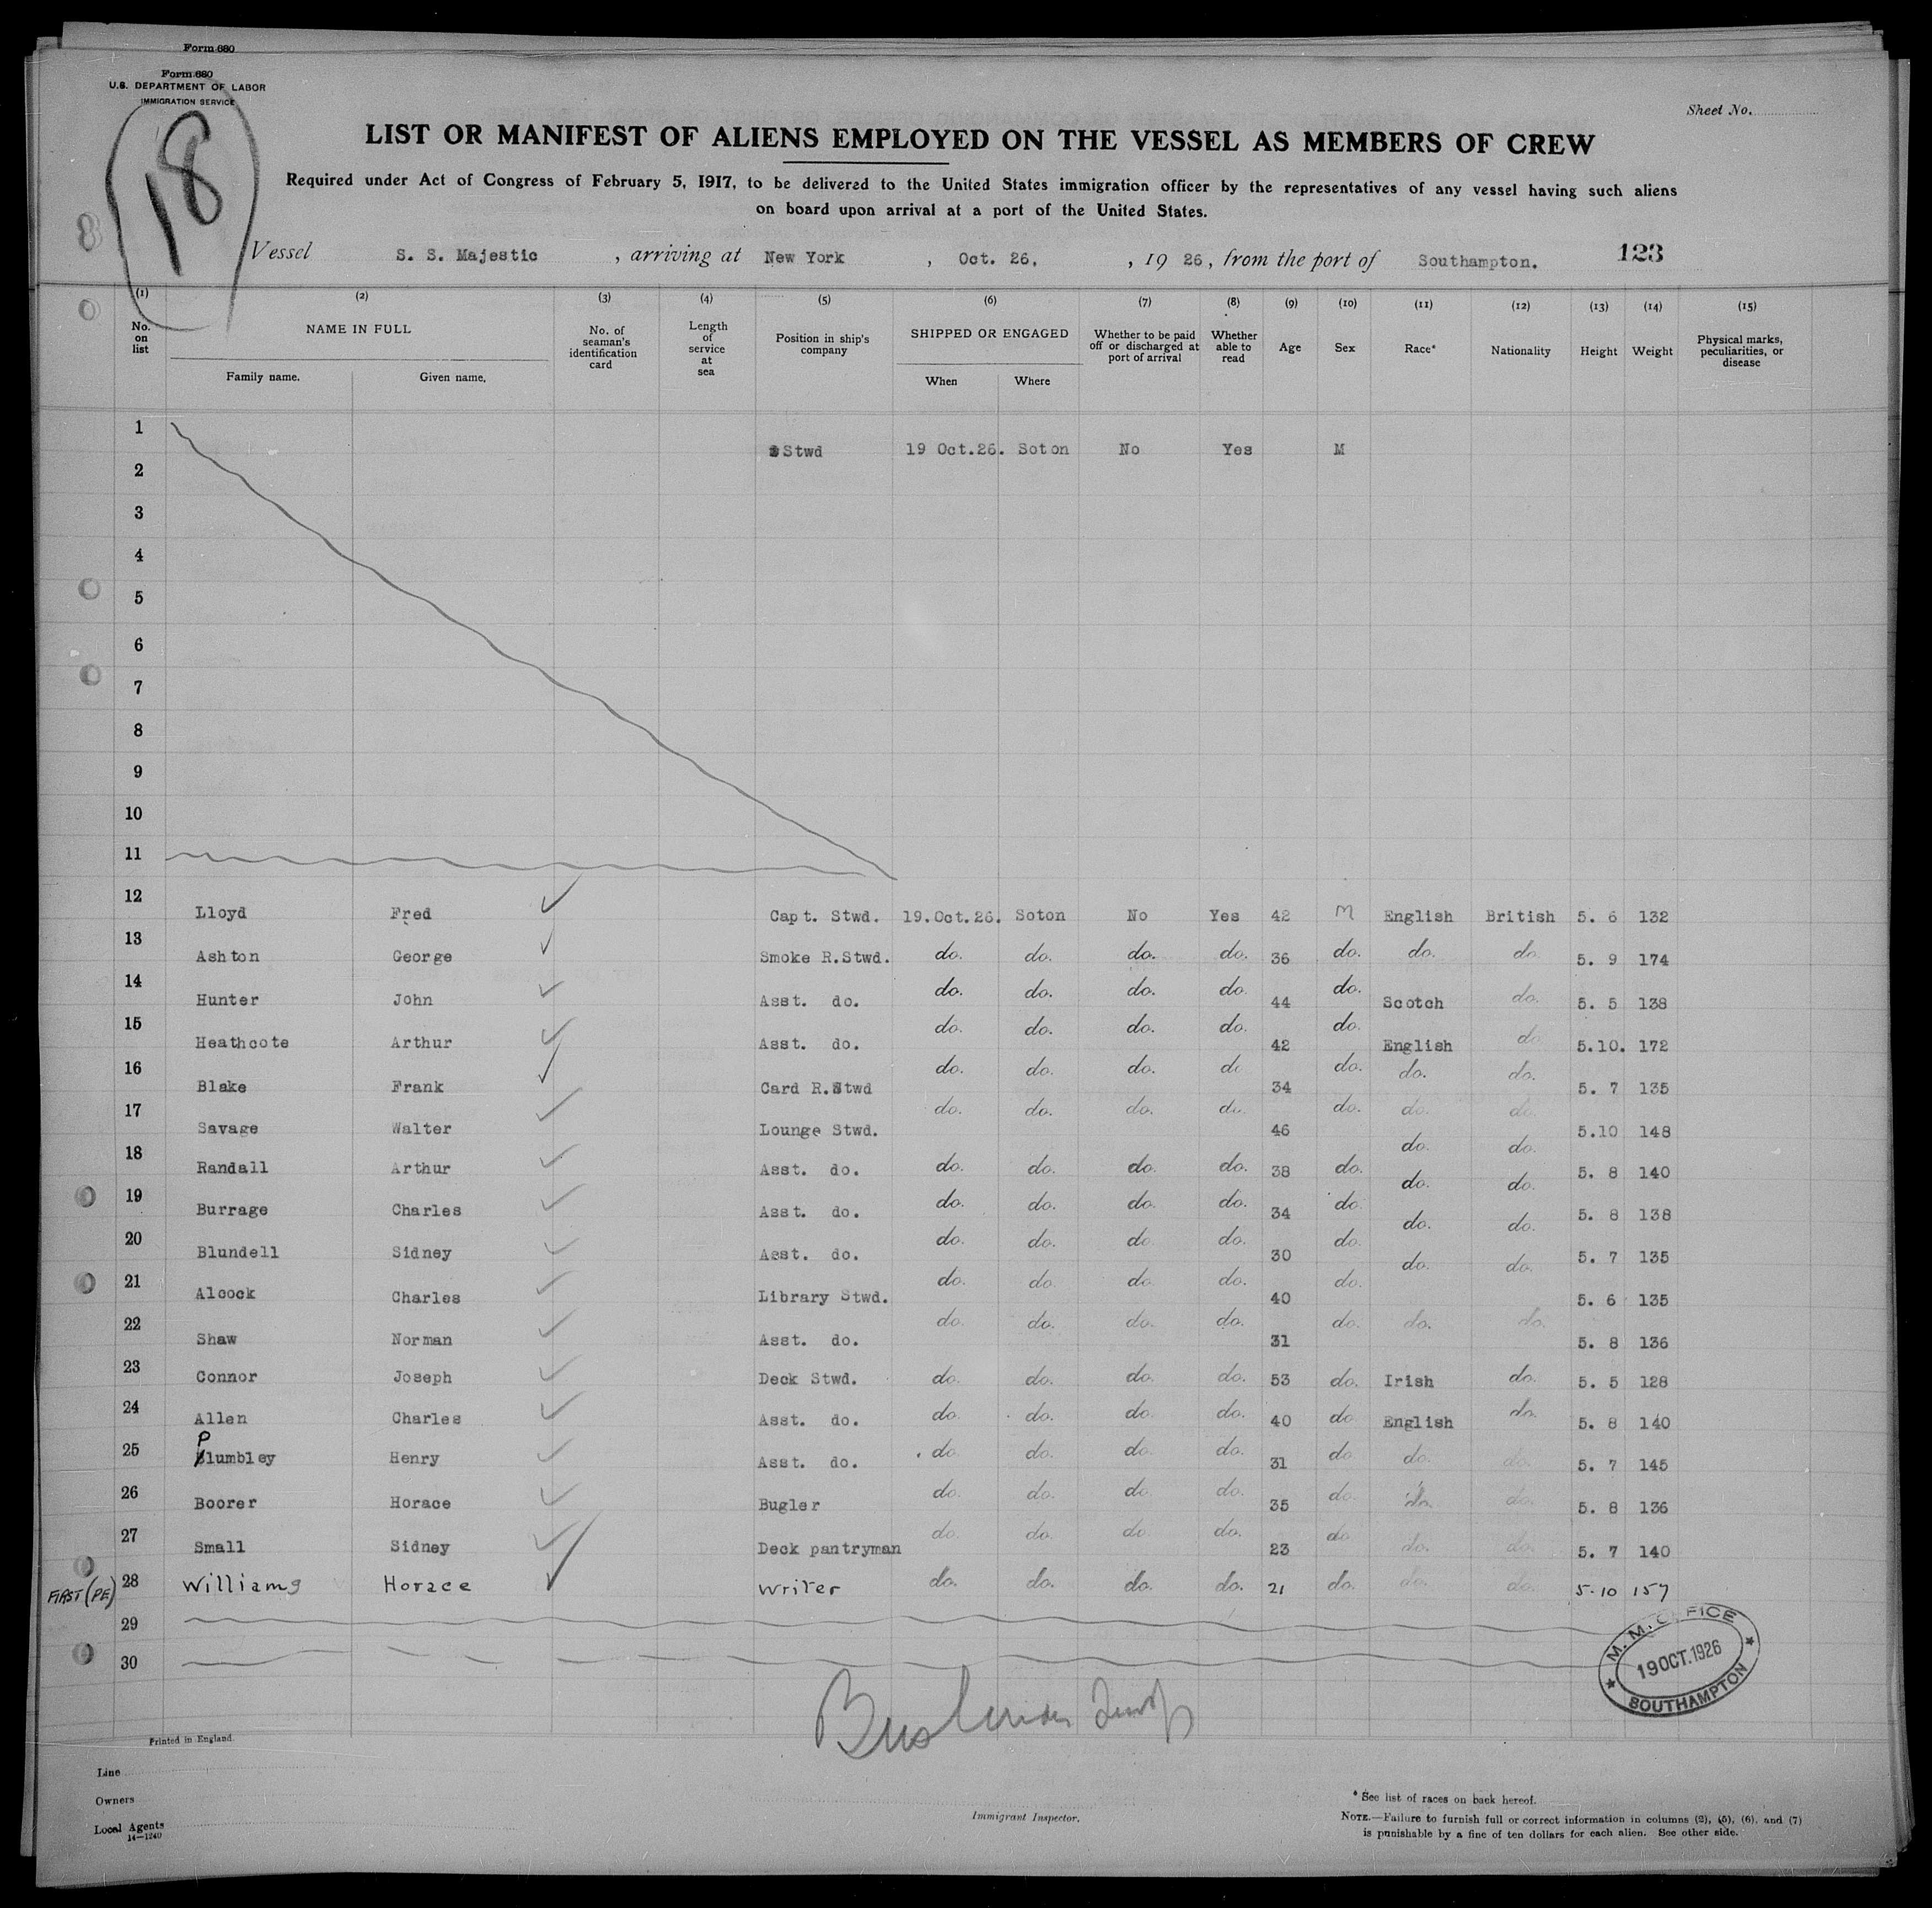 Form 680
Form 680
U.S. DEPARTMENT OF LABOR
IMMIGRATION SERVICE
18
Sheet No.
LIST OR MANIFEST OF ALIENS EMPLOYED ON THE VESSEL AS MEMBERS OF CREW
Required under Act of Congress of February 5, 1917, to be delivered to the United States immigration officer by the representatives of any vessel having such aliens
on board upon arrival at a port of the United States.
Vessel S. S. Majestic , arriving at New York , Oct. 26, , 19 26, from the port of Southampton. 123
(1) (2) (3) (4) (5) (6) (7) (8) (9) (10) (11) (12) (13) (14) (15)
No. on list NAME IN FULL Family name. Given name. No. of seaman's identification card Length of service at sea Position in ship's company SHIPPED OR ENGAGED When Where Whether to be paid off or discharged at port of arrival Whether able to read Age Sex Race* Nationality Height Weight Physical marks, peculiarities, or disease
1
Stwd 19 Oct.26. Soton No Yes M
2
3
4
5
6
7
8
9
10
11
12 Lloyd Fred Capt. Stwd. 19.Oct.26. Soton No Yes 42 M English British 5. 6 132
13 Ashton George Smoke R.Stwd. do. do. do. do. 36 do. do. do. 5. 9 174
14 Hunter John Asst. do. do. do. do. do. 44 do. Scotch do. 5. 5 138
15 Heathcote Arthur Asst. do. do. do. do. do. 42 do. English do 5.10. 172
16 Blake Frank Card R.Stwd do. do. do. do 34 do. do. do. 5. 7 135
17 Savage Walter Lounge Stwd. do. do. do. do. 46 do. do. do. 5.10 148
18 Randall Arthur Asst. do. do. do. do. do. 38 do. do. do. 5. 8 140
19 Burrage Charles Asst. do. do. do. do. do. 34 do do. do. 5. 8 138
20 Blundell Sidney Asst. do. do. do. do do. 30 do. do. do. 5. 7 135
21 Alcock Charles Library Stwd. do. do. do do. 40 do. do. do. 5. 6 135
22 Shaw Norman Asst. do. do. do. do. do. 31 do. do. do. 5. 8 136
23 Connor Joseph Deck Stwd. do. do. do. do. 53 do. Irish do. 5. 5 128
24 Allen Charles Asst. do. do. do. do. do. 40 do English do. 5. 8 140
25 Plumbley Henry Asst. do. do do. do. do. 31 do do. do. 5. 7 145
26 Boorer Horace Bugler do. do. do. do. 35 do. do. do. 5. 8 136
27 Small Sidney Deck pantryman do. do. do do. 23 do do. do. 5. 7 140
FIRST (PE) 28 Williams Horace Writer do. do. do. do. 21 do. do. do. 5.10 157
29
30
M. M. OFFICE
19 OCT. 1926
SOUTHAMPTON
Printed in England.
Line
Owners
Local Agents
14—1240
Immigrant Inspector.
* See list of races on back hereof.
NOTE.—Failure to furnish full or correct information in columns (2), (5), (6), and (7)
is punishable by a fine of ten dollars for each alien. See other side.